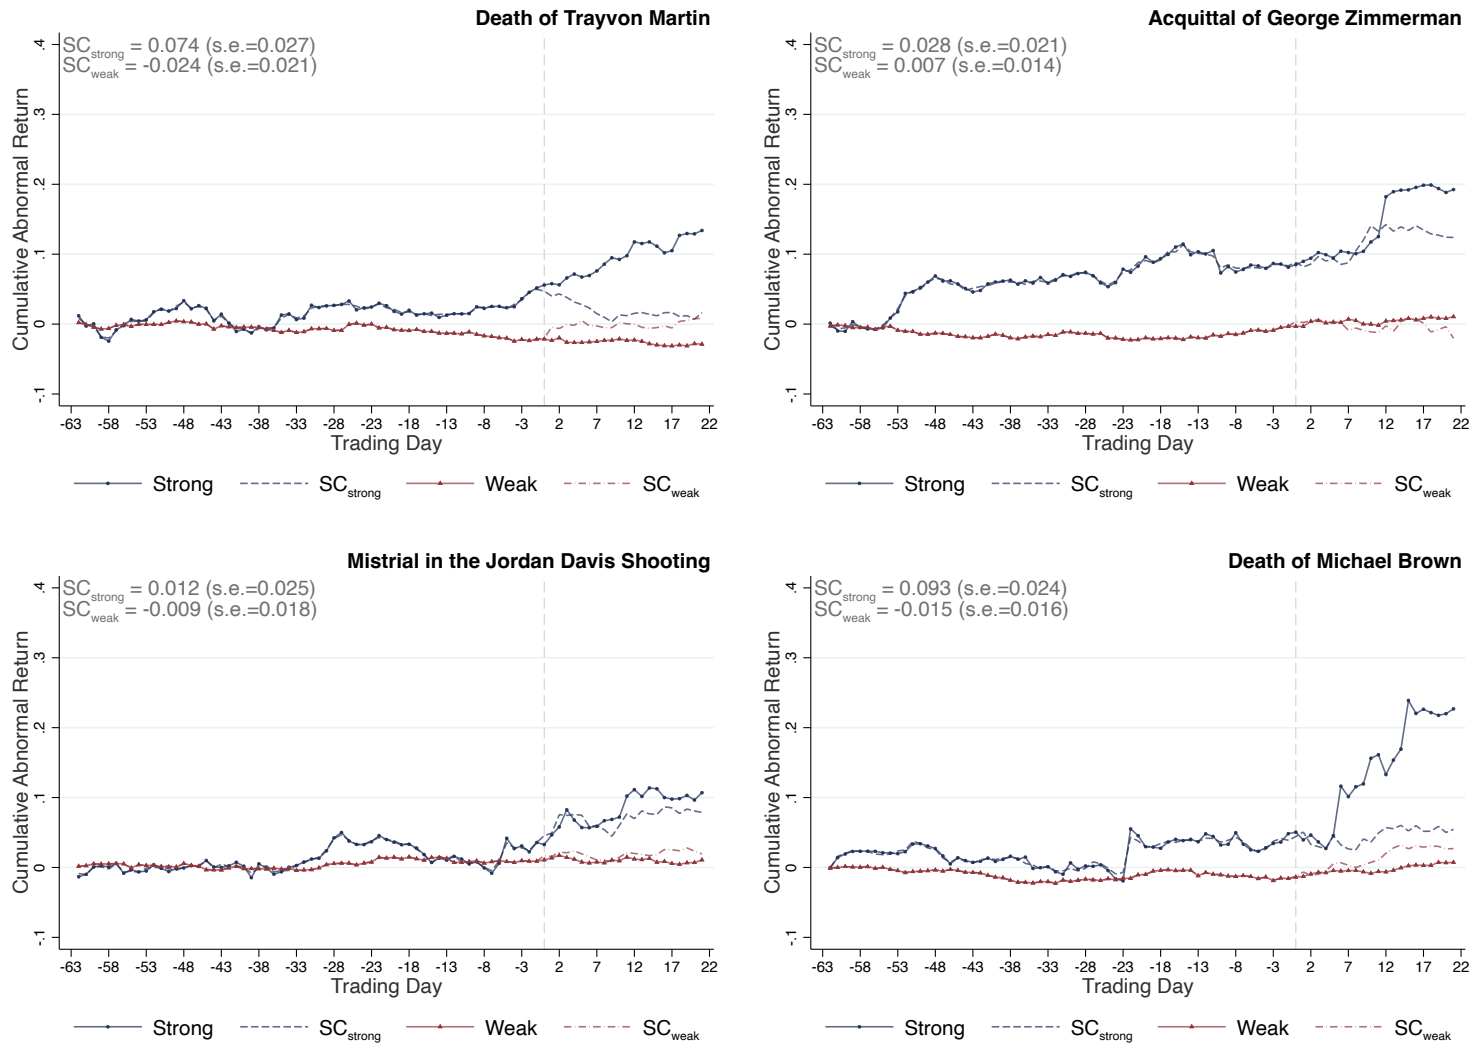 Death of Trayvon Martin
SCstrong = 0.074 (s.e.=0.027)
SCweak = -0.024 (s.e.=0.021)
Cumulative Abnormal Return
.4
.3
.2
.1
0
-.1
-63 -58 -53 -48 -43 -38 -33 -28 -23 -18 -13 -8 -3 2 7 12 17 22
Trading Day
Strong SCstrong Weak SCweak
Acquittal of George Zimmerman
SCstrong = 0.028 (s.e.=0.021)
SCweak = 0.007 (s.e.=0.014)
Cumulative Abnormal Return
.4
.3
.2
.1
0
-.1
-63 -58 -53 -48 -43 -38 -33 -28 -23 -18 -13 -8 -3 2 7 12 17 22
Trading Day
Strong SCstrong Weak SCweak
Mistrial in the Jordan Davis Shooting
SCstrong = 0.012 (s.e.=0.025)
SCweak = -0.009 (s.e.=0.018)
Cumulative Abnormal Return
.4
.3
.2
.1
0
-.1
-63 -58 -53 -48 -43 -38 -33 -28 -23 -18 -13 -8 -3 2 7 12 17 22
Trading Day
Strong SCstrong Weak SCweak
Death of Michael Brown
SCstrong = 0.093 (s.e.=0.024)
SCweak = -0.015 (s.e.=0.016)
Cumulative Abnormal Return
.4
.3
.2
.1
0
-.1
-63 -58 -53 -48 -43 -38 -33 -28 -23 -18 -13 -8 -3 2 7 12 17 22
Trading Day
Strong SCstrong Weak SCweak